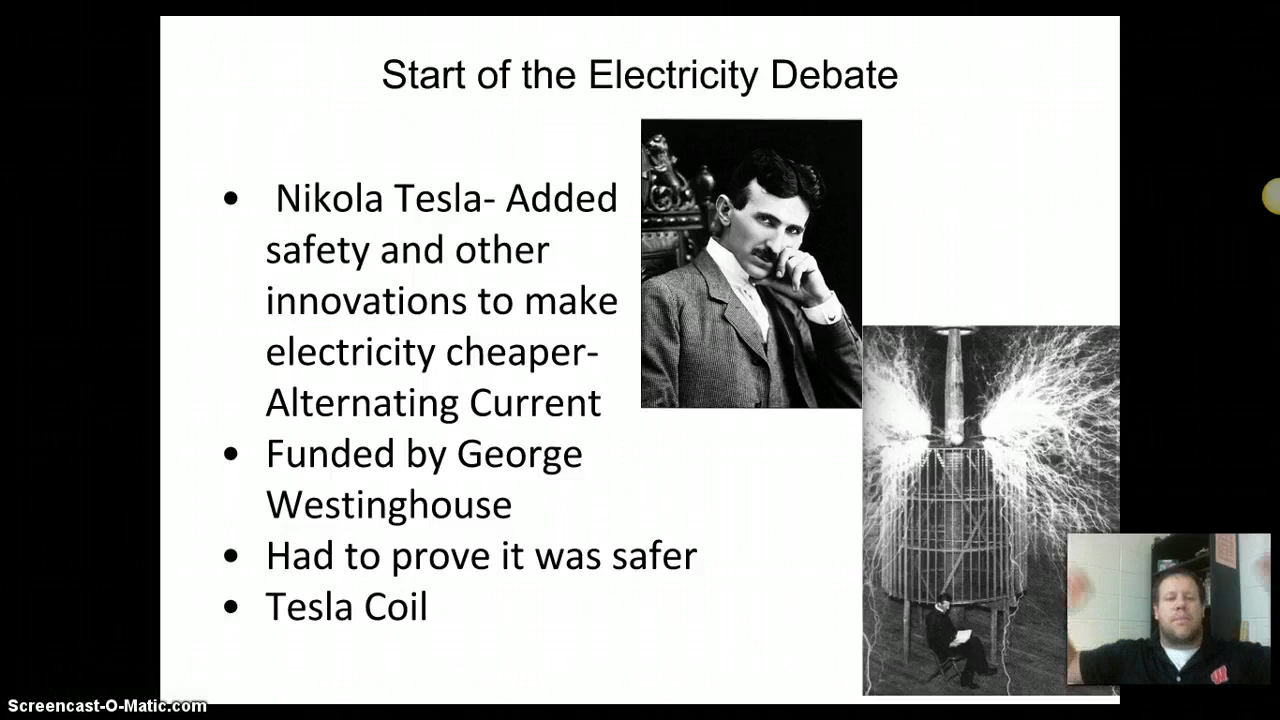 Start of the Electricity Debate
• Nikola Tesla- Added
safety and other
innovations to make
electricity cheaper-
Alternating Current
• Funded by George
Westinghouse
• Had to prove it was safer
• Tesla Coil
W
Screencast-O-Matic.com